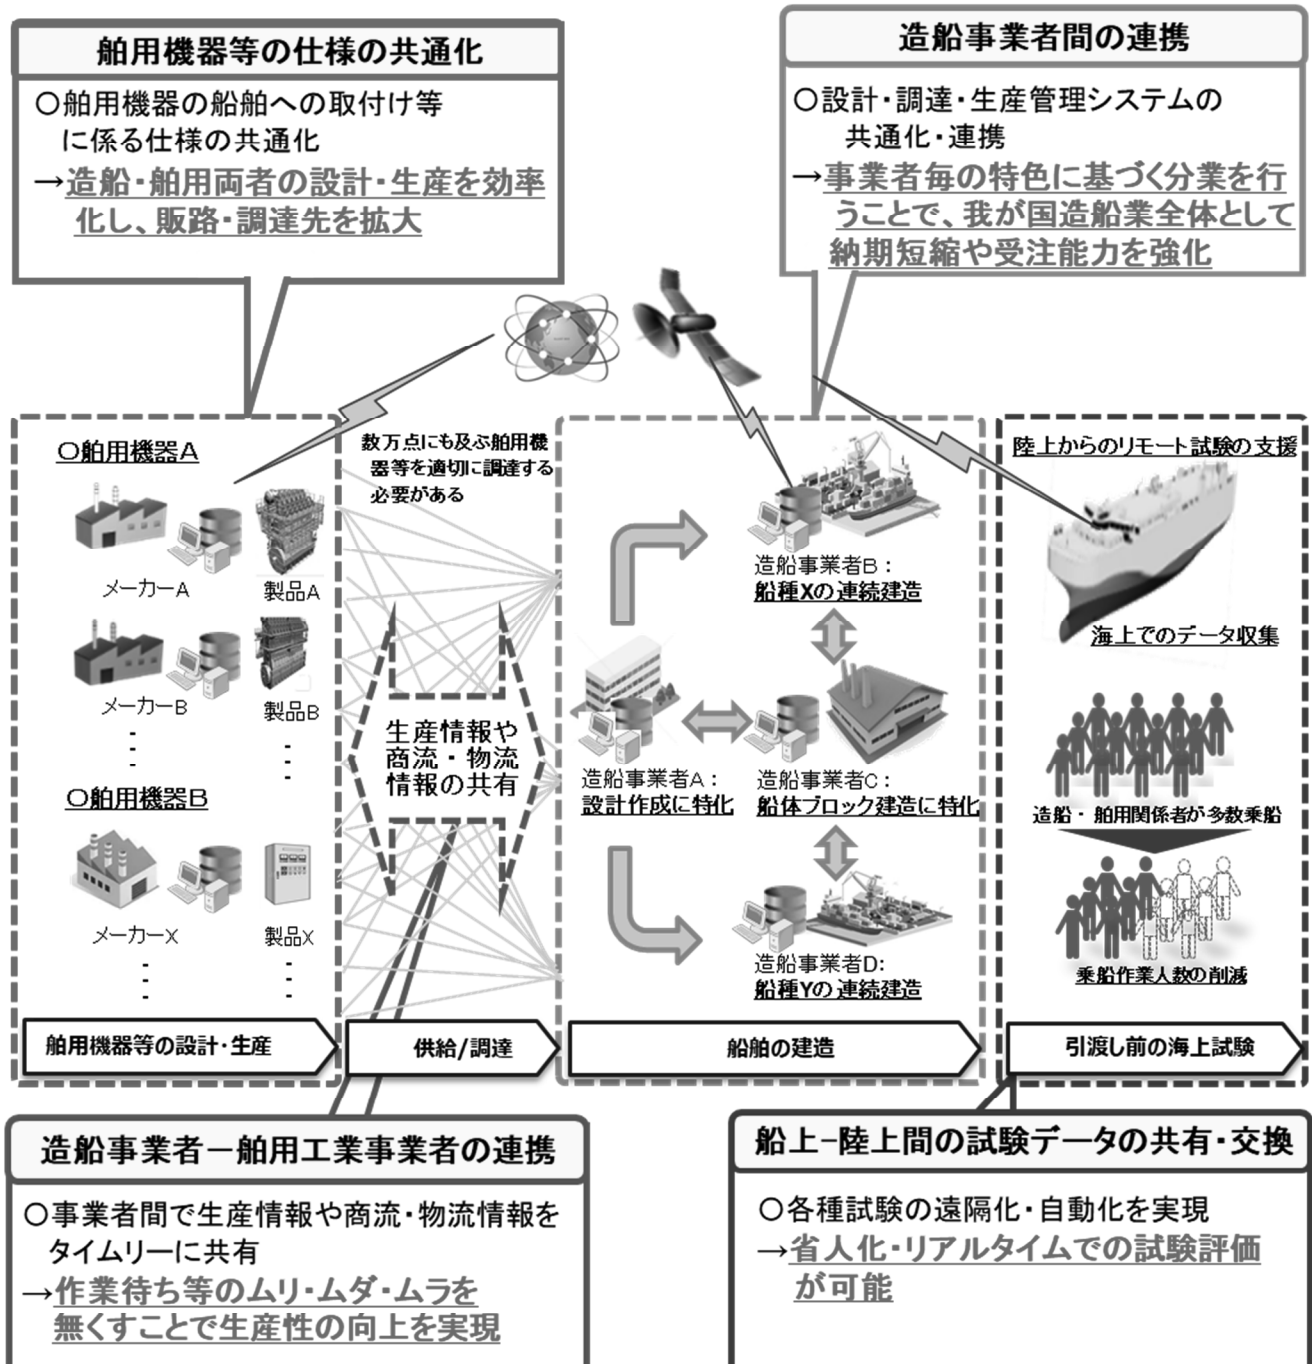 舶用機器等の仕様の共通化
〇舶用機器の船舶への取付け等
に係る仕様の共通化
→造船・舶用両者の設計・生産を効率
化し、販路・調達先を拡大
造船事業者間の連携
〇設計・調達・生産管理システムの
共通化・連携
→事業者毎の特色に基づく分業を行
うことで、我が国造船業全体として
納期短縮や受注能力を強化
〇舶用機器A
メーカーA
製品A
メーカーB
製品B
〇舶用機器B
メーカーX
製品X
舶用機器等の設計・生産
数万点にも及ぶ舶用機
器等を適切に調達する
必要がある
生産情報や
商流・物流
情報の共有
供給/調達
造船事業者B：
船種Xの連続建造
造船事業者A：
設計作成に特化
造船事業者C：
船体ブロック建造に特化
造船事業者D：
船種Yの連続建造
船舶の建造
陸上からのリモート試験の支援
海上でのデータ収集
造船・舶用関係者が多数乗船
乗船作業人数の削減
引渡し前の海上試験
造船事業者－舶用工業事業者の連携
〇事業者間で生産情報や商流・物流情報を
タイムリーに共有
→作業待ち等のムリ・ムダ・ムラを
無くすことで生産性の向上を実現
船上-陸上間の試験データの共有・交換
〇各種試験の遠隔化・自動化を実現
→省人化・リアルタイムでの試験評価
が可能